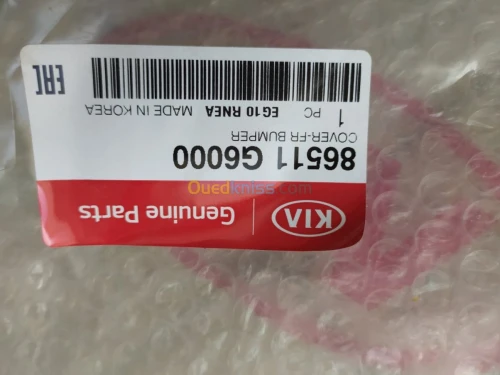 KIA Genuine Parts
86511 G6000
COVER-FR BUMPER
1 PC EG10 RNEA MADE IN KOREA
EAC
Ouedkniss.com